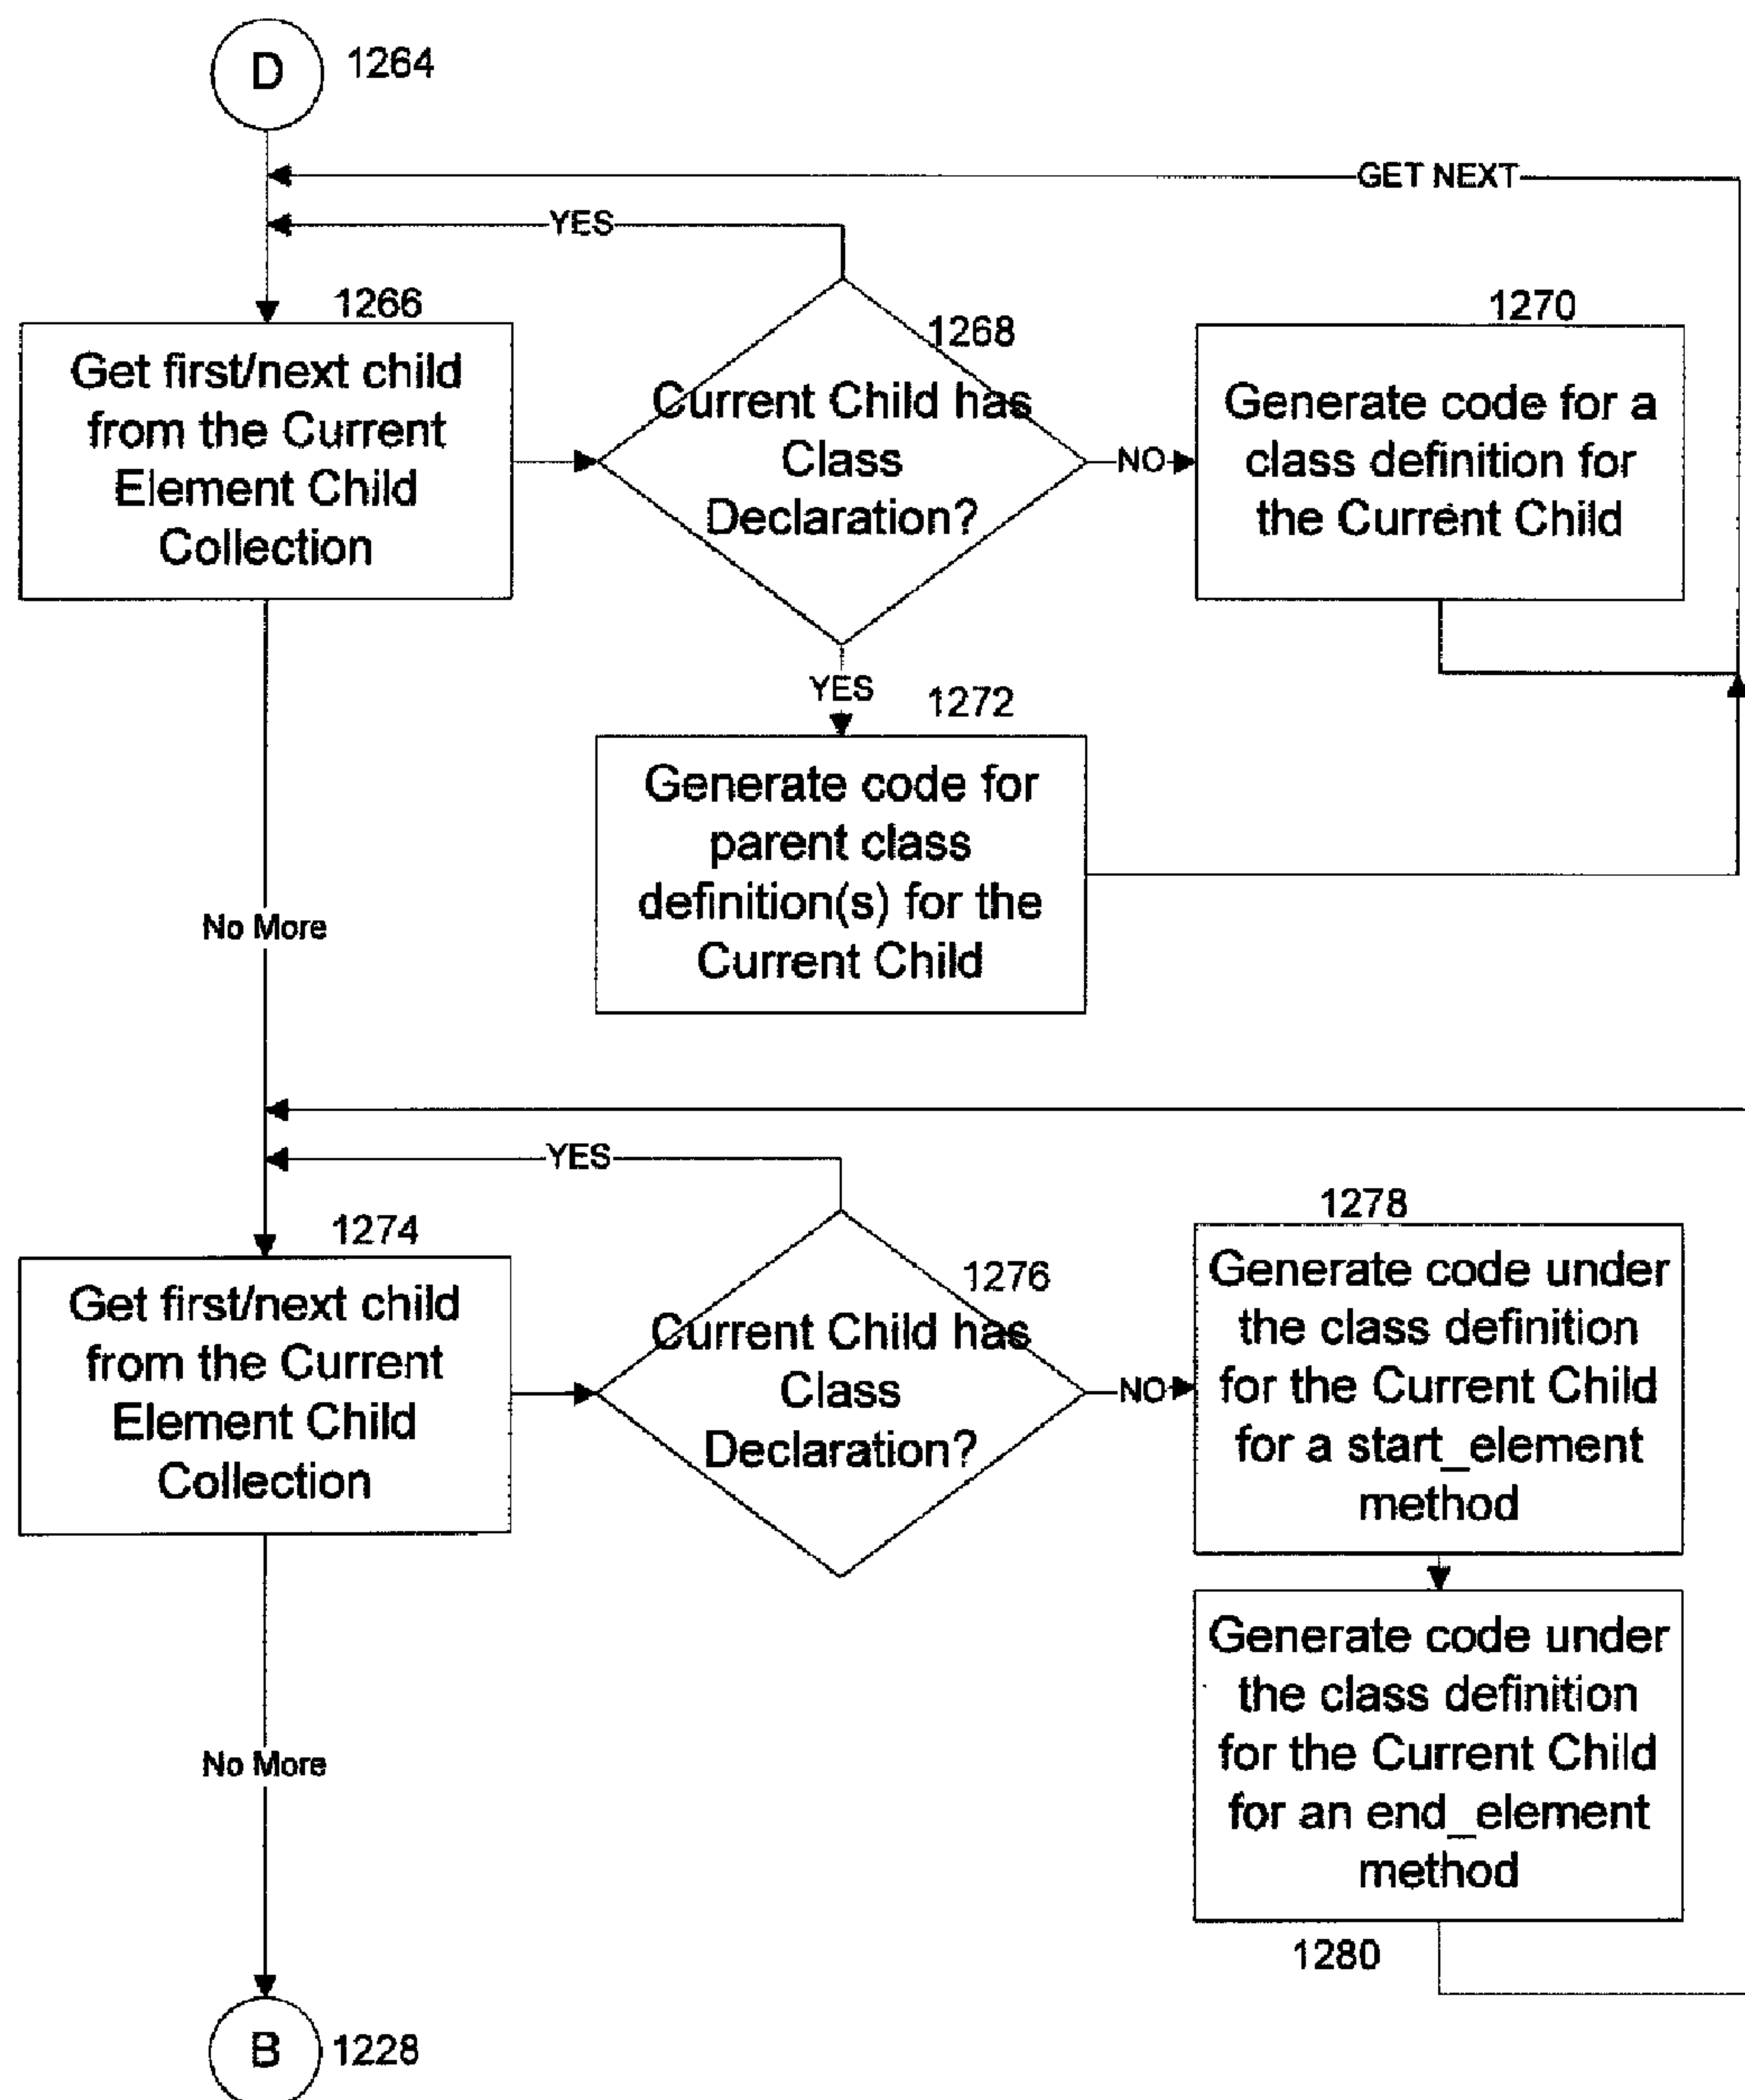 D
1264
GET NEXT
YES
1266
Get first/next child
from the Current
Element Child
Collection
1268
Current Child has
Class
Declaration?
NO
1270
Generate code for a
class definition for
the Current Child
YES
1272
Generate code for
parent class
definition(s) for the
Current Child
No More
YES
1274
Get first/next child
from the Current
Element Child
Collection
1276
Current Child has
Class
Declaration?
NO
1278
Generate code under
the class definition
for the Current Child
for a start_element
method
Generate code under
the class definition
for the Current Child
for an end_element
method
1280
No More
B
1228